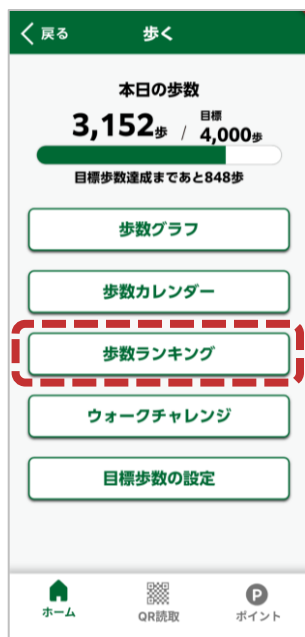 戻る 歩く
本日の歩数
3,152歩 / 目標 4,000歩
目標歩数達成まであと848歩
歩数グラフ
歩数カレンダー
歩数ランキング
ウォークチャレンジ
目標歩数の設定
ホーム QR読取 P ポイント